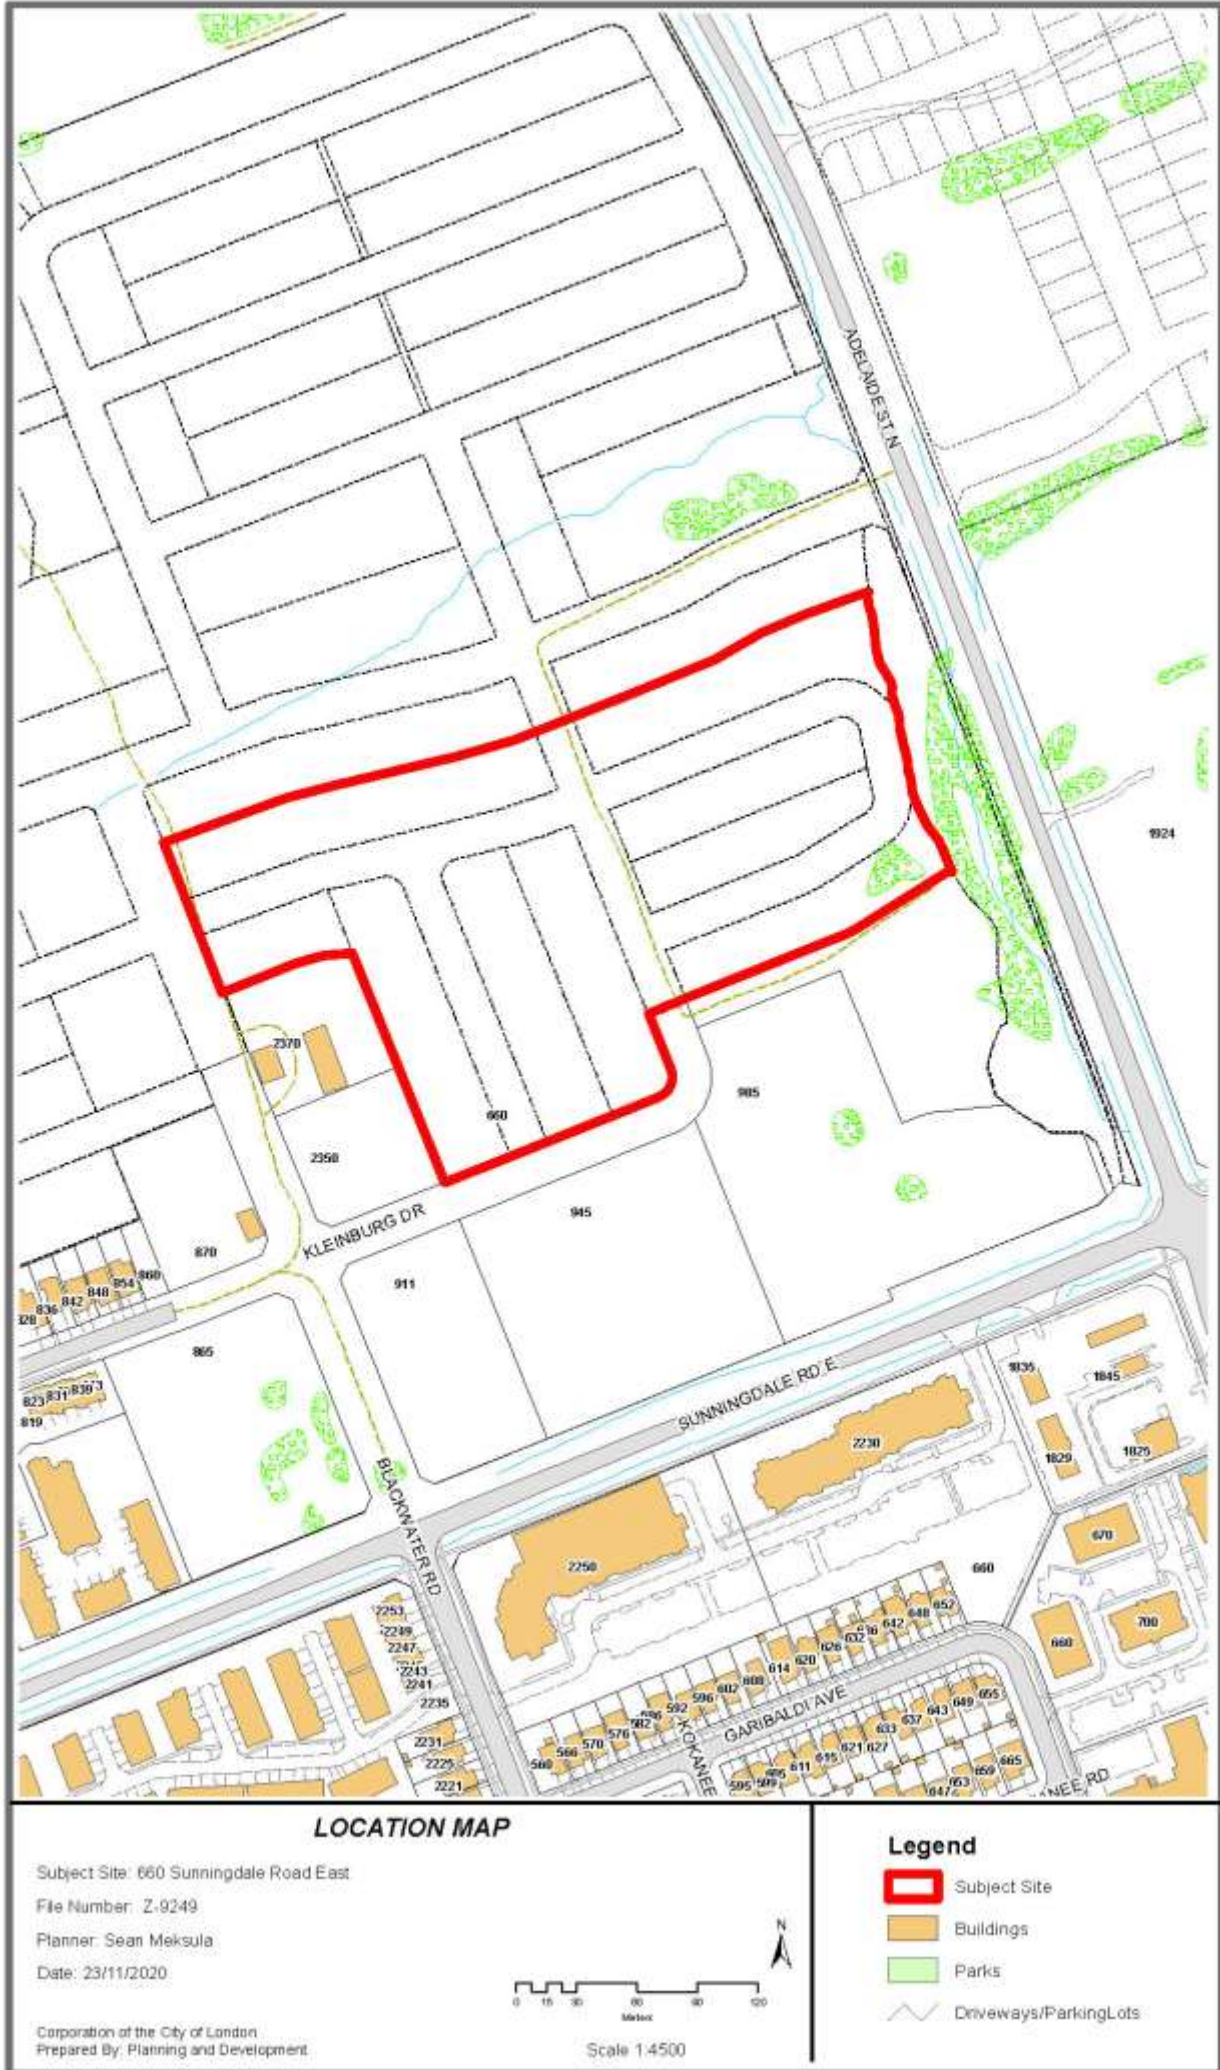 ADELAIDE ST N
1924
2370
985
660
2350
945
KLEINBURG DR
870
911
860
854
848
842
836
828
865
SUNNINGDALE RD E
1835
1845
823 831 839
819
2230
1829
1825
BLACKWATER RD
670
2250
660
2253
2249
2247
2243
2241
2235
652
648
642
636
632
626
620
614
608
602
596
592
586
582
576
570
566
560
700
660
GARIBALDI AVE
KOKANEE
655
649
643
637
633
627
621
615
611
605
599
595
2231
2225
2221
665
659
653
647
NEE RD
LOCATION MAP
Subject Site: 660 Sunningdale Road East
File Number: Z-9249
Planner: Sean Meksula
Date: 23/11/2020
Corporation of the City of London
Prepared By: Planning and Development
N
0 15 30 60 90 120
Meters
Scale 1:4500
Legend
Subject Site
Buildings
Parks
Driveways/ParkingLots